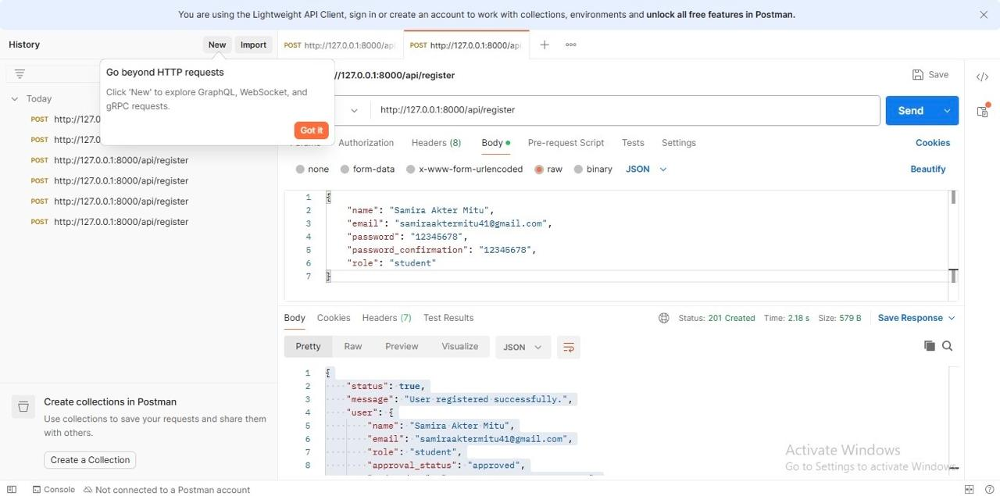 You are using the Lightweight API Client, sign in or create an account to work with collections, environments and unlock all free features in Postman.
History
New
Import
POST http://127.0.0.1:8000/api
POST http://127.0.0.1:8000/api
Go beyond HTTP requests
Click 'New' to explore GraphQL, WebSocket, and
gRPC requests.
Got it
//127.0.0.1:8000/api/register
Save
Today
POST http://127.0
POST http://127.0
POST http://127.0.0.1:8000/api/register
POST http://127.0.0.1:8000/api/register
POST http://127.0.0.1:8000/api/register
POST http://127.0.0.1:8000/api/register
http://127.0.0.1:8000/api/register
Send
Params
Authorization
Headers (8)
Body
Pre-request Script
Tests
Settings
Cookies
none
form-data
x-www-form-urlencoded
raw
binary
JSON
Beautify
1 {
2 "name": "Samira Akter Mitu",
3 "email": "samiraaktermitu41@gmail.com",
4 "password": "12345678",
5 "password_confirmation": "12345678",
6 "role": "student"
7 }
Body
Cookies
Headers (7)
Test Results
Status: 201 Created Time: 2.18 s Size: 579 B
Save Response
Pretty
Raw
Preview
Visualize
JSON
1 {
2 "status": true,
3 "message": "User registered successfully.",
4 "user": {
5 "name": "Samira Akter Mitu",
6 "email": "samiraaktermitu41@gmail.com",
7 "role": "student",
8 "approval_status": "approved",
Create collections in Postman
Use collections to save your requests and share them
with others.
Create a Collection
Activate Windows
Go to Settings to activate Windows.
Console
Not connected to a Postman account